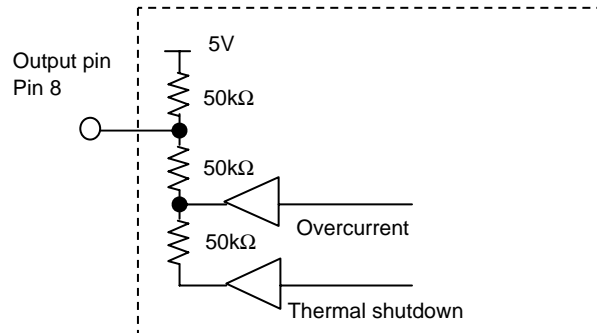 5V
Output pin
Pin 8
50kΩ
50kΩ
Overcurrent
50kΩ
Thermal shutdown